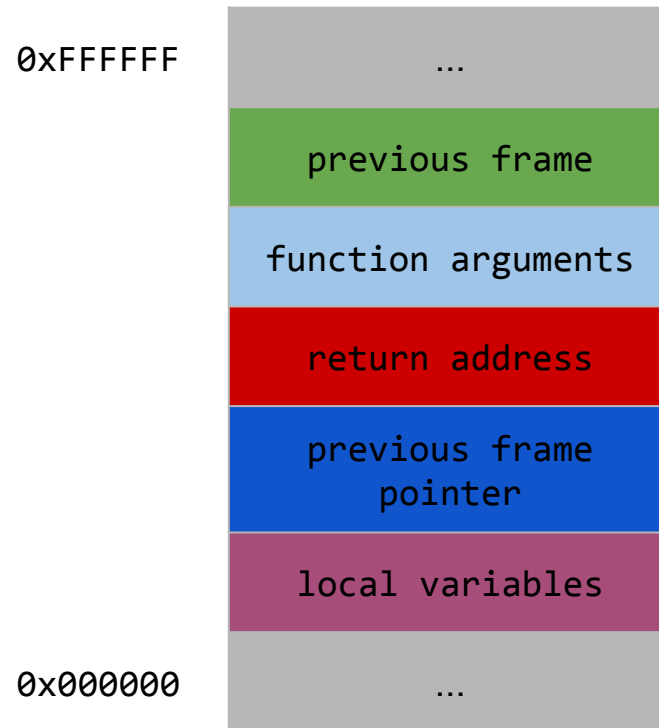 0xFFFFFF
...
previous frame
function arguments
return address
previous frame
pointer
local variables
0x000000
...